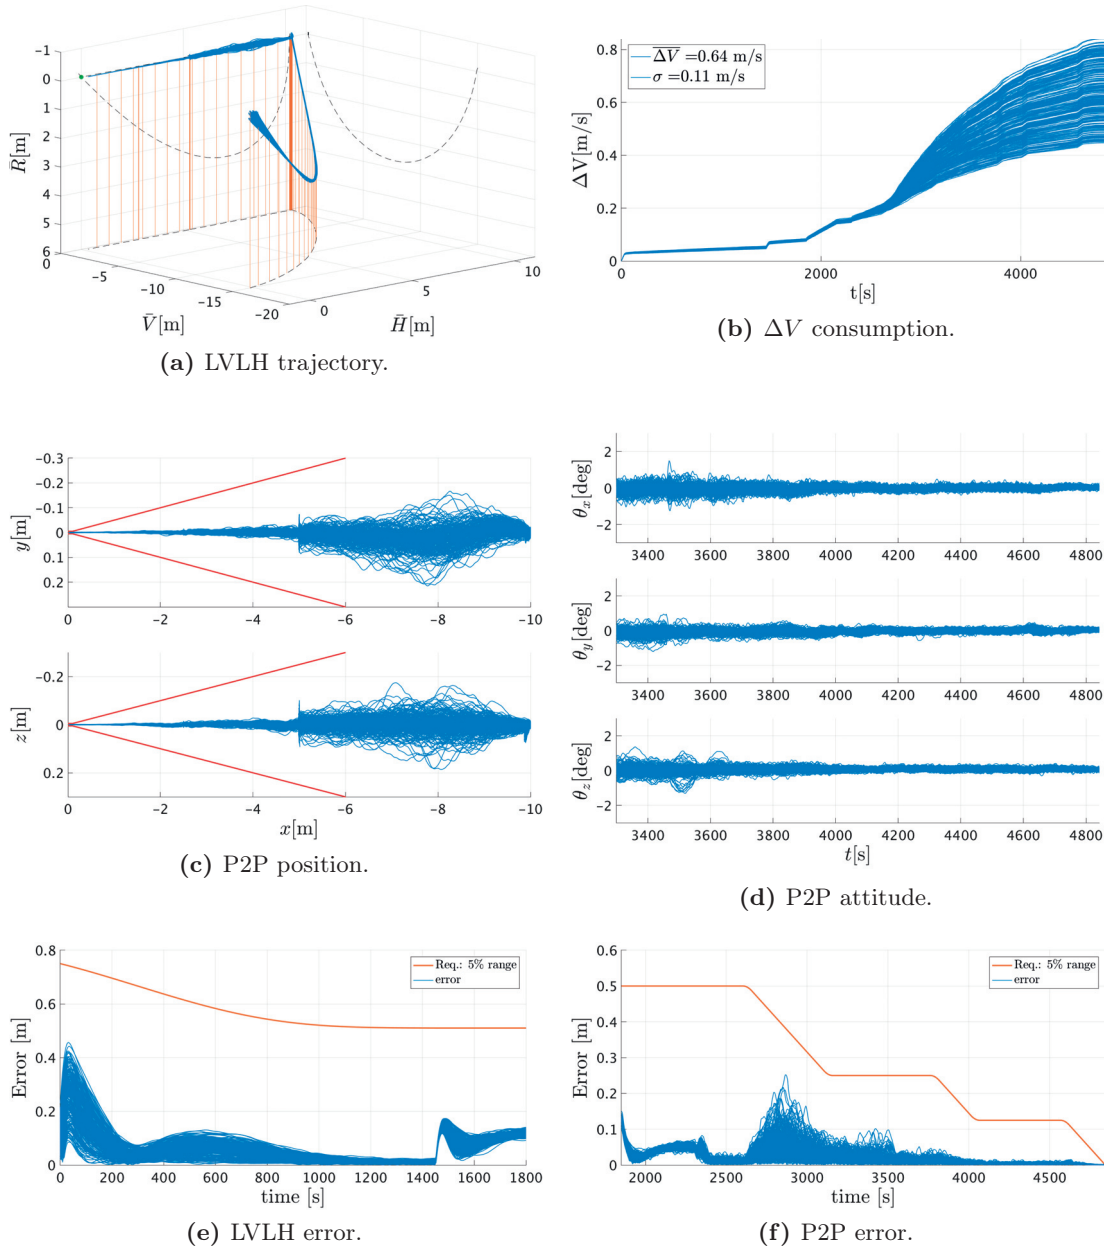 -1
0
1
2
3
4
5
6
R̄[m]
0
-5
-10
-15
-20
V̄[m]
0
5
10
H̄[m]
(a) LVLH trajectory.
0.8
0.6
0.4
0.2
0
ΔV[m/s]
ΔV̅ =0.64 m/s
σ =0.11 m/s
0 2000 4000
t[s]
(b) ΔV consumption.
-0.3
-0.2
-0.1
0
0.1
0.2
y[m]
0 -2 -4 -6 -8 -10
-0.2
0
0.2
z[m]
0 -2 -4 -6 -8 -10
x[m]
(c) P2P position.
2
0
-2
θx[deg]
3400 3600 3800 4000 4200 4400 4600 4800
2
0
-2
θy[deg]
3400 3600 3800 4000 4200 4400 4600 4800
2
0
-2
θz[deg]
3400 3600 3800 4000 4200 4400 4600 4800
t[s]
(d) P2P attitude.
0.8
0.6
0.4
0.2
0
Error [m]
Req.: 5% range
error
0 200 400 600 800 1000 1200 1400 1600 1800
time [s]
(e) LVLH error.
0.6
0.5
0.4
0.3
0.2
0.1
0
Error [m]
Req.: 5% range
error
2000 2500 3000 3500 4000 4500
time [s]
(f) P2P error.